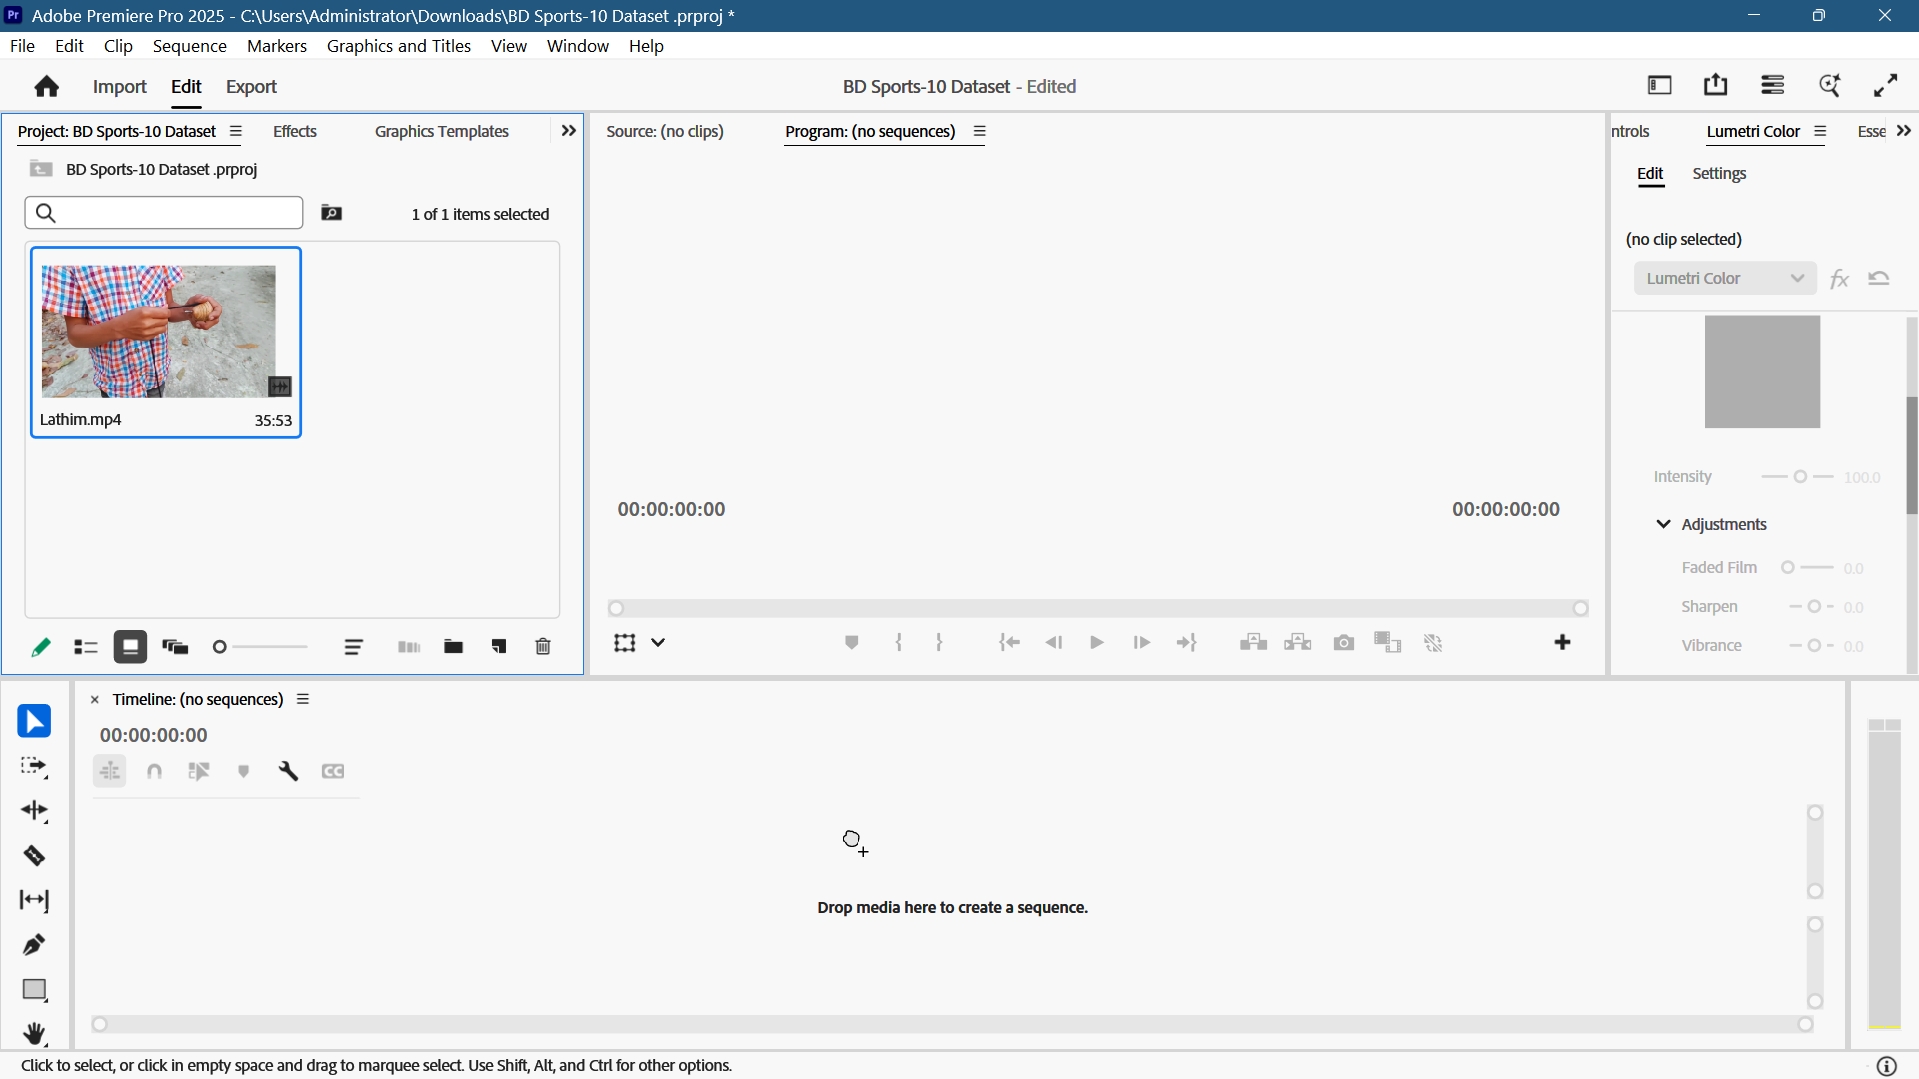 Pr Adobe Premiere Pro 2025 - C:\Users\Administrator\Downloads\BD Sports-10 Dataset .prproj *
File Edit Clip Sequence Markers Graphics and Titles View Window Help
Import Edit Export
BD Sports-10 Dataset - Edited
Project: BD Sports-10 Dataset
Effects
Graphics Templates
BD Sports-10 Dataset .prproj
1 of 1 items selected
Lathim.mp4 35:53
Source: (no clips)
Program: (no sequences)
00:00:00:00
00:00:00:00
ntrols
Lumetri Color
Esse
Edit Settings
(no clip selected)
Lumetri Color fx
Intensity 100.0
Adjustments
Faded Film 0.0
Sharpen 0.0
Vibrance 0.0
× Timeline: (no sequences)
00:00:00:00
CC
Drop media here to create a sequence.
Click to select, or click in empty space and drag to marquee select. Use Shift, Alt, and Ctrl for other options.